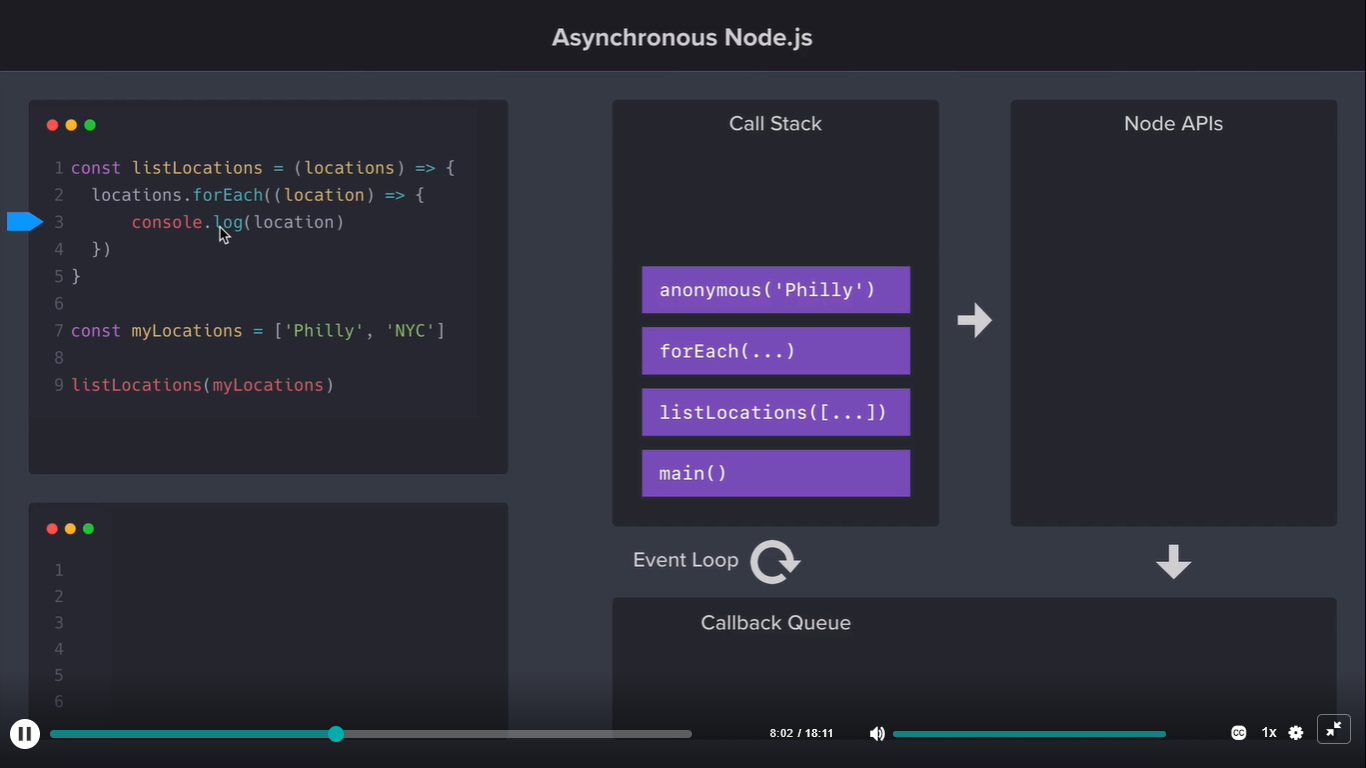 Asynchronous Node.js
1 const listLocations = (locations) => {
2   locations.forEach((location) => {
3       console.log(location)
4   })
5 }
6
7 const myLocations = ['Philly', 'NYC']
8
9 listLocations(myLocations)
1
2
3
4
5
6
Call Stack
anonymous('Philly')
forEach(...)
listLocations([...])
main()
Node APIs
Event Loop
Callback Queue
8:02 / 18:11
CC
1x